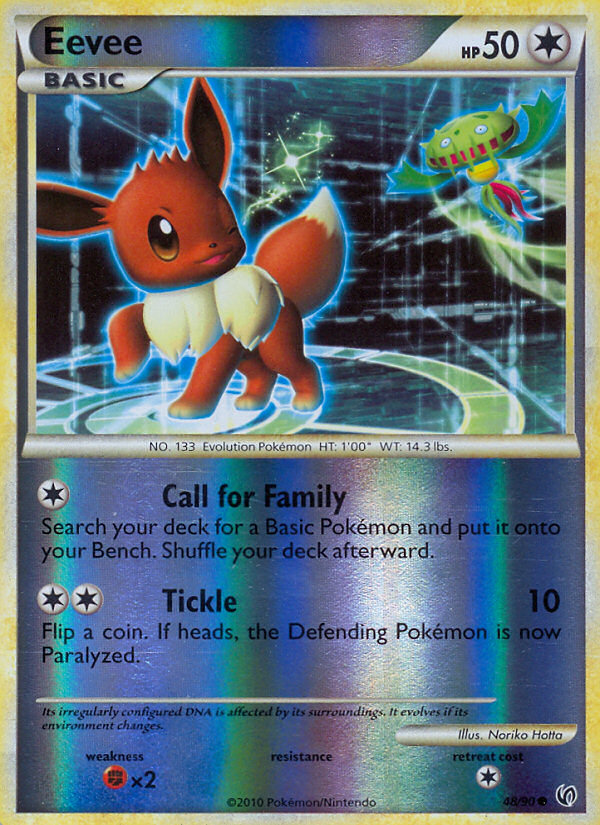 Eevee
HP 50
BASIC
NO. 133 Evolution Pokémon HT: 1'00" WT: 14.3 lbs.
Call for Family
Search your deck for a Basic Pokémon and put it onto
your Bench. Shuffle your deck afterward.
Tickle 10
Flip a coin. If heads, the Defending Pokémon is now
Paralyzed.
Its irregularly configured DNA is affected by its surroundings. It evolves if its
environment changes.
Illus. Noriko Hotta
weakness resistance retreat cost
×2
©2010 Pokémon/Nintendo 48/90